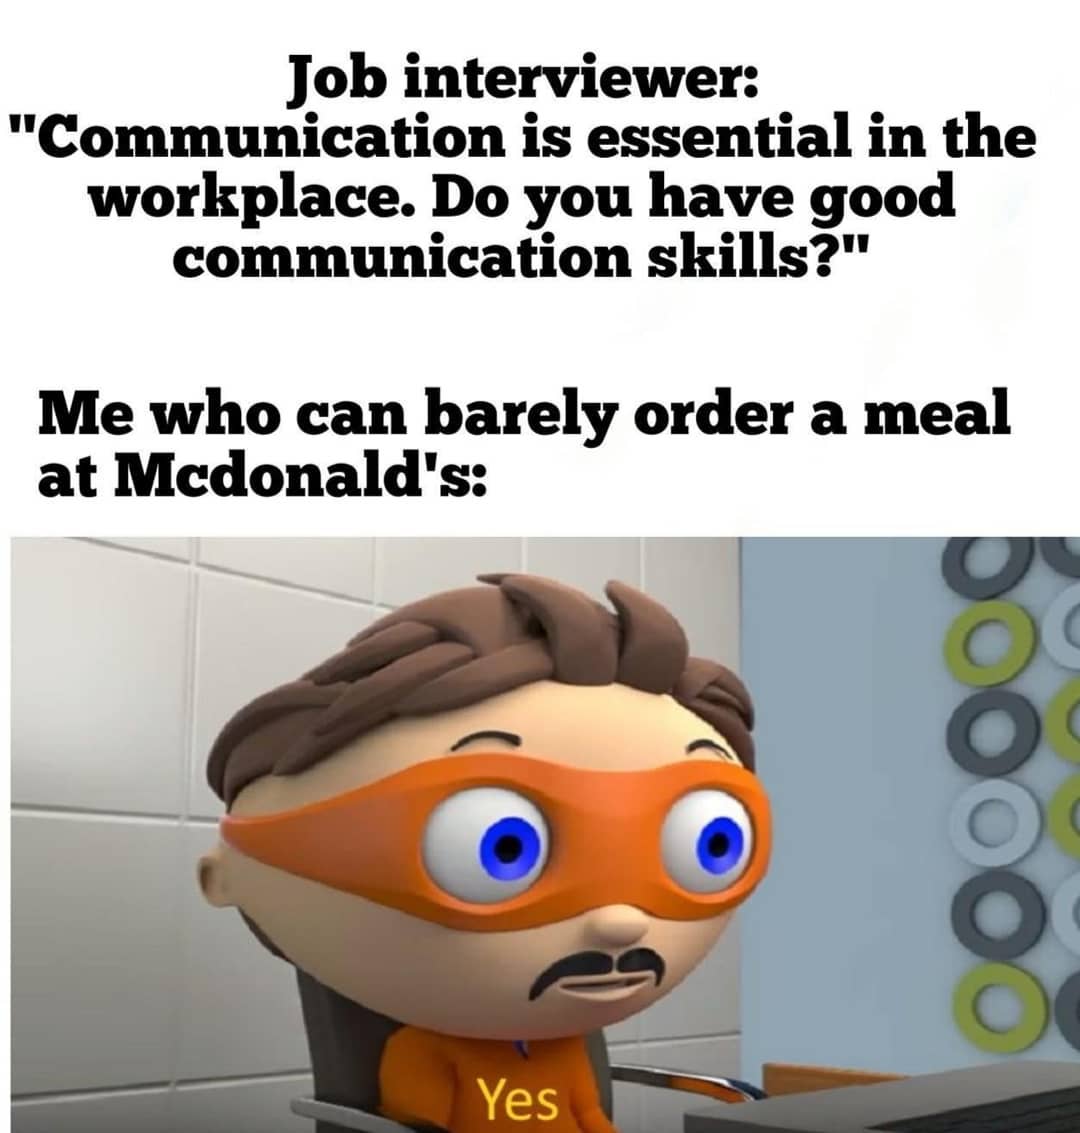 Job interviewer:
"Communication is essential in the
workplace. Do you have good
communication skills?"
Me who can barely order a meal
at Mcdonald's:
Yes